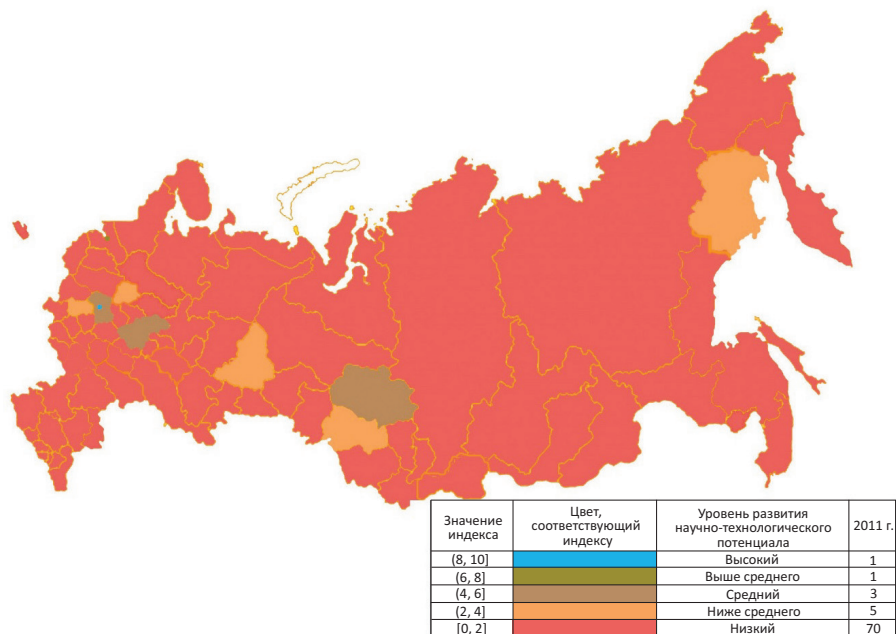 Значение индекса | Цвет, соответствующий индексу | Уровень развития научно-технологического потенциала | 2011 г.
(8, 10] | Высокий | 1
(6, 8] | Выше среднего | 1
(4, 6] | Средний | 3
(2, 4] | Ниже среднего | 5
[0, 2] | Низкий | 70